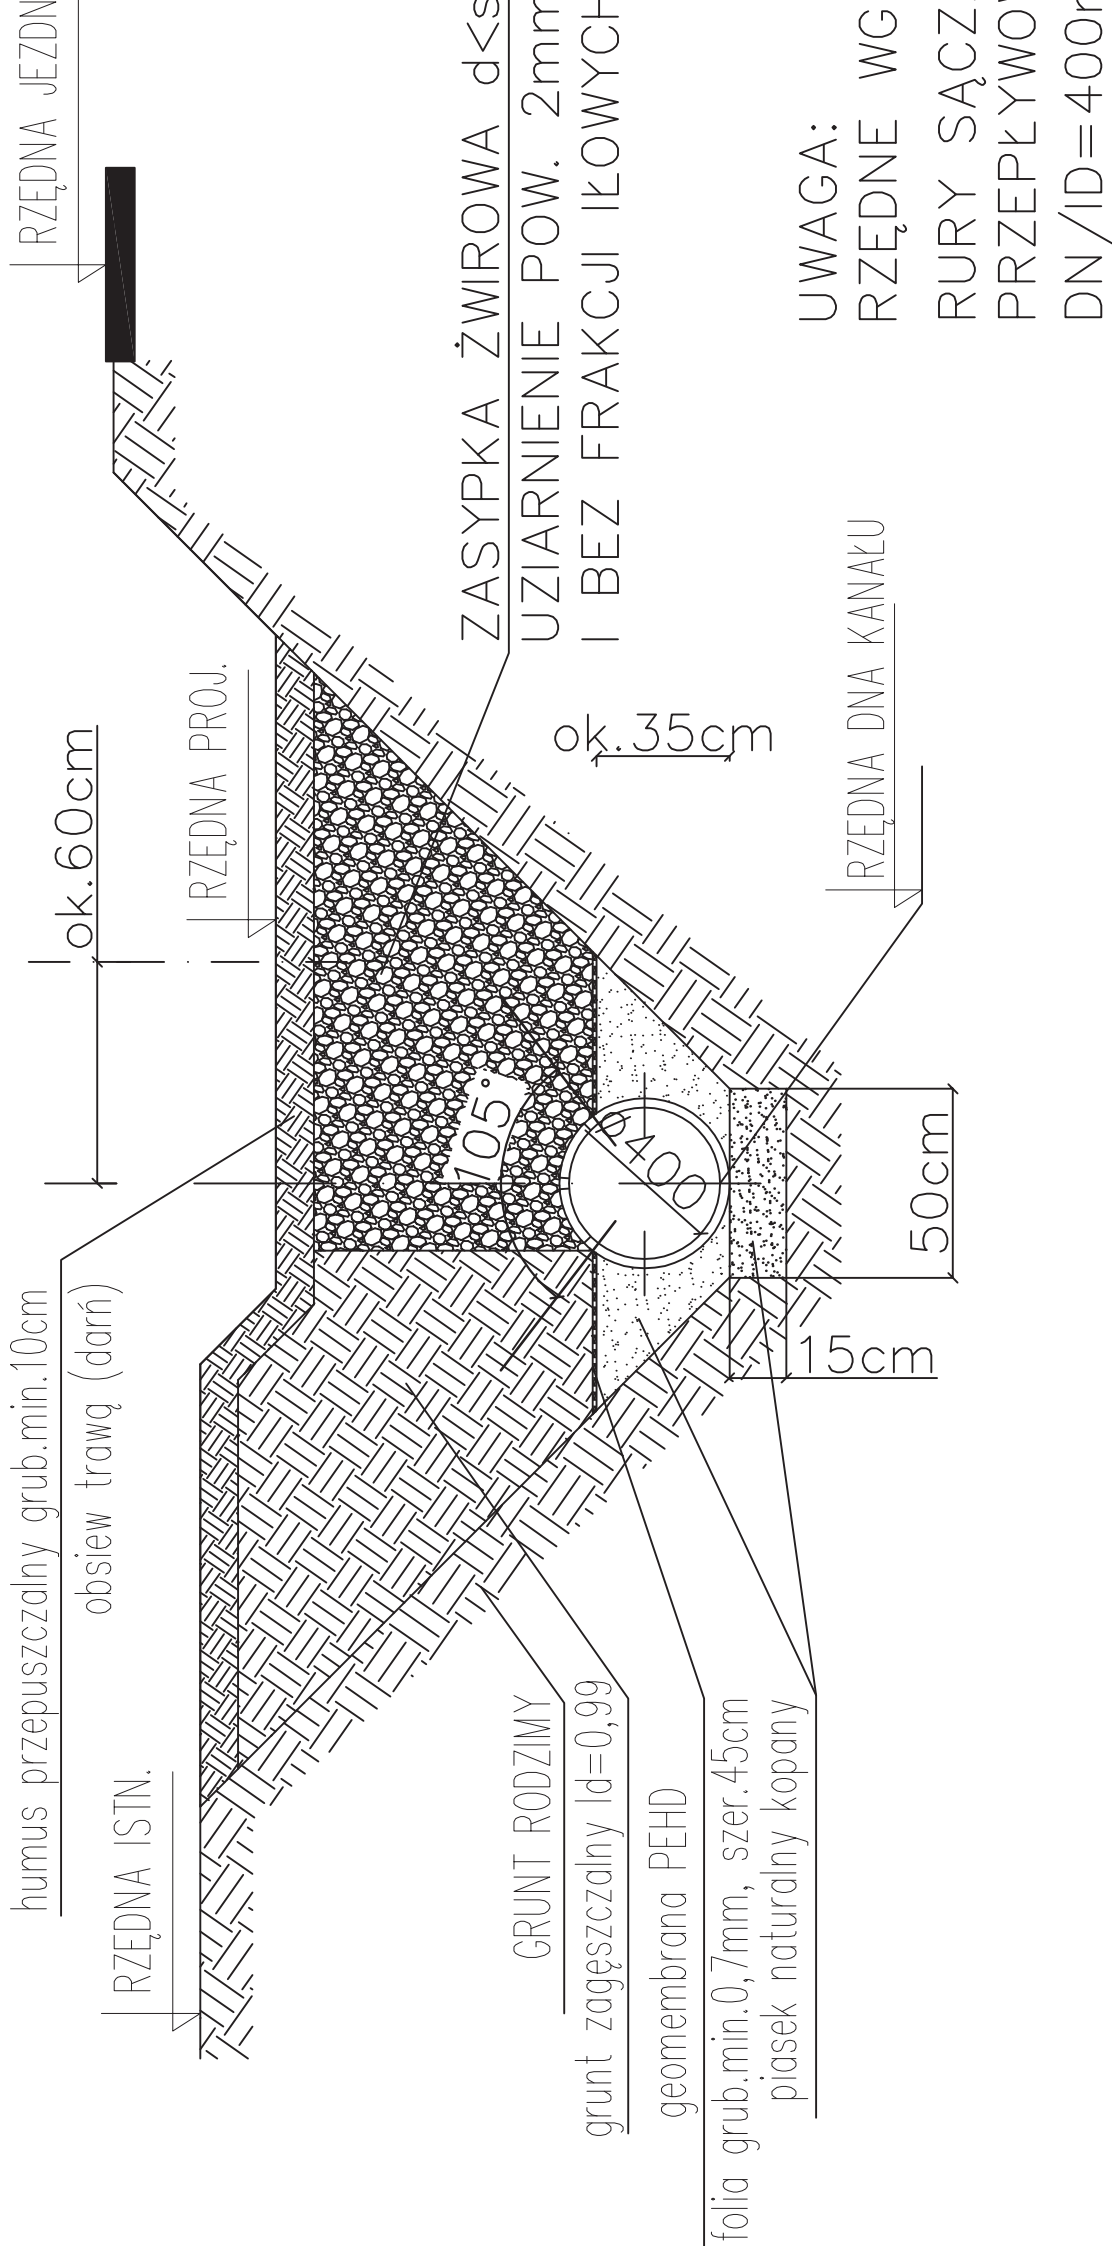 humus przepuszczalny grub.min.10cm
obsiew trawą (darń)
RZĘDNA ISTN.
ok.60cm
RZĘDNA PROJ.
RZĘDNA JEZDN
ZASYPKA ŻWIROWA d<s
UZIARNIENIE POW. 2mm
I BEZ FRAKCJI IŁOWYCH
105°
ø400
ok.35cm
RZĘDNA DNA KANAŁU
50cm
15cm
GRUNT RODZIMY
grunt zagęszczalny Id=0,99
geomembrana PEHD
folia grub.min.0,7mm, szer.45cm
piasek naturalny kopany
UWAGA:
RZĘDNE WG
RURY SĄCZ
PRZEPŁYWO
DN/ID=400